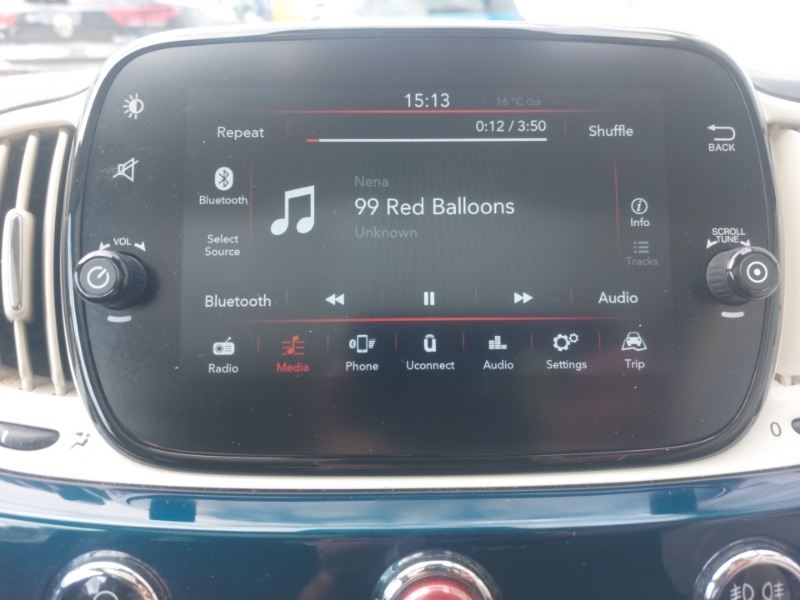 15:13
16 °C Out
Repeat
0:12 / 3:50
Shuffle
BACK
Bluetooth
Nena
99 Red Balloons
Unknown
Info
Select
Source
VOL
SCROLL
TUNE
Tracks
Bluetooth
Audio
Radio
Media
Phone
Uconnect
Audio
Settings
Trip
0